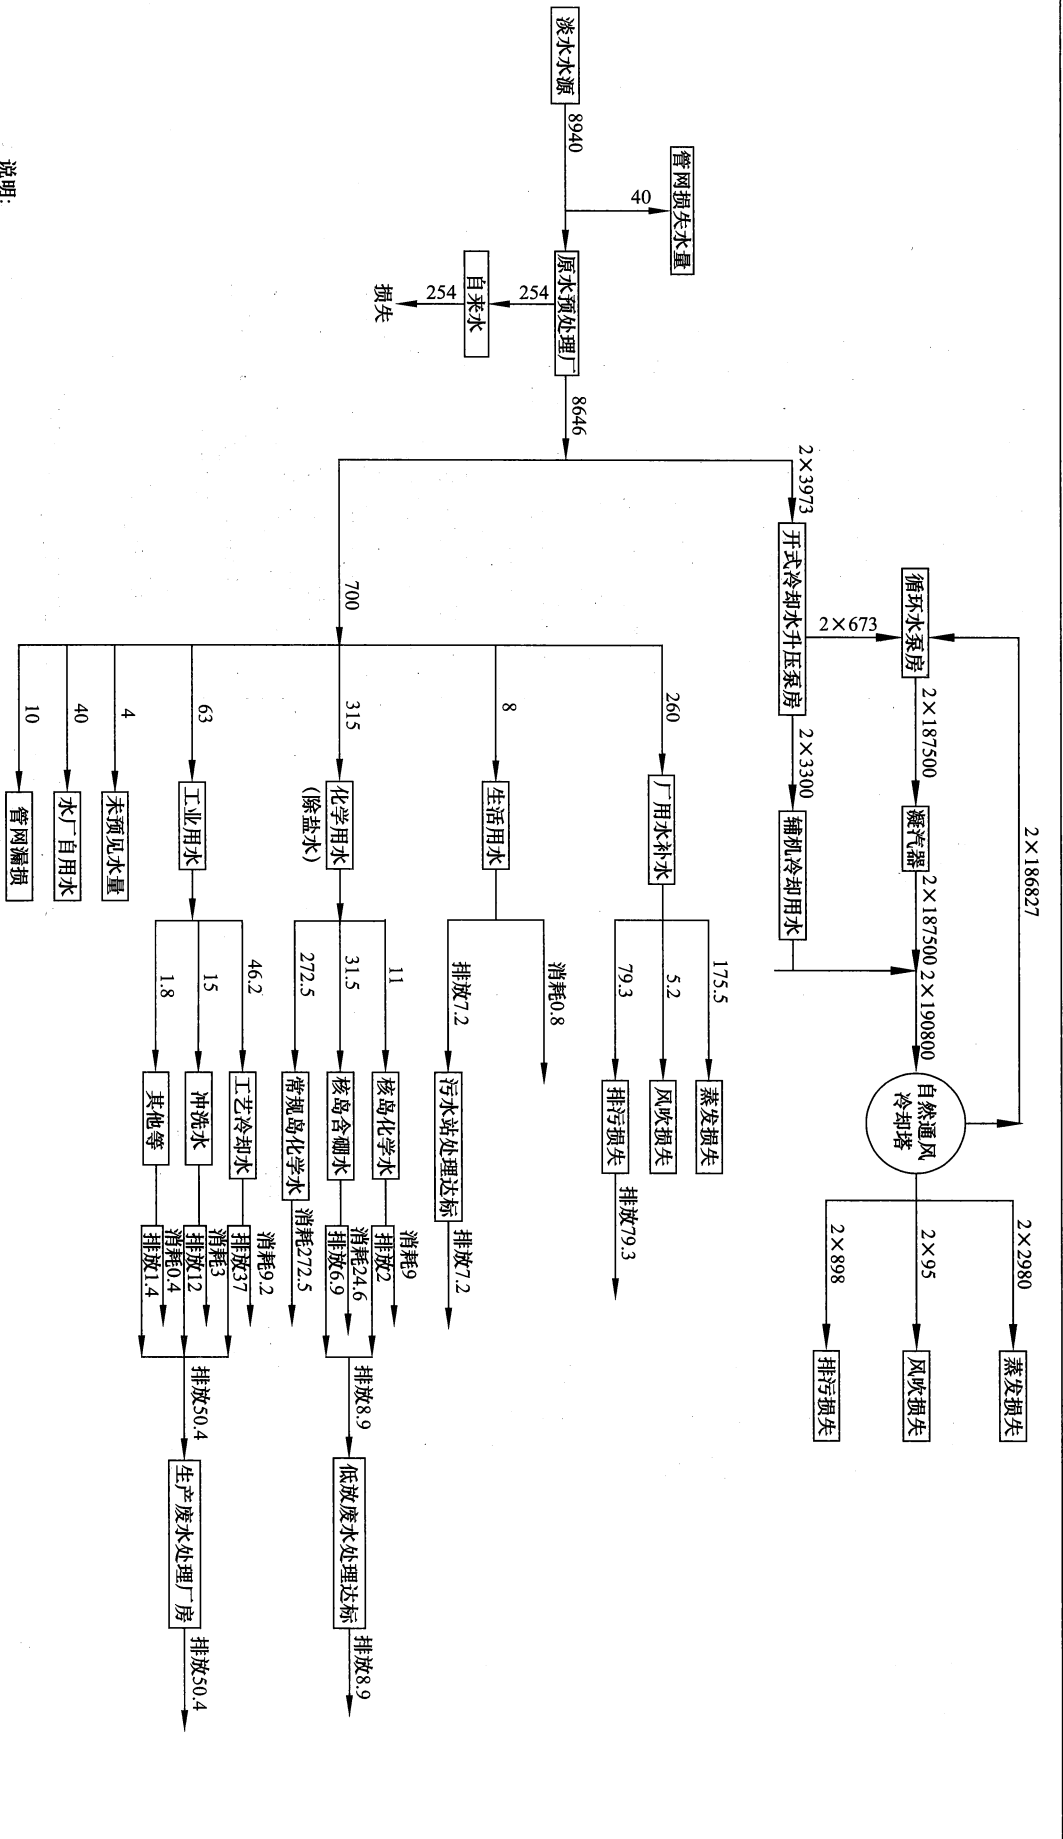 淡水水源
8940
管网损失水量
40
原水预处理厂
254
自来水
254
损失
8646
2×3973
开式冷却水升压泵房
2×673
循环水泵房
2×187500
凝汽器
2×187500
2×3300
辅机冷却用水
2×190800
自然通风
冷却塔
2×186827
2×2980
蒸发损失
2×95
风吹损失
2×898
排污损失
700
260
厂用水补水
175.5
蒸发损失
5.2
风吹损失
79.3
排污损失
排放79.3
8
生活用水
消耗0.8
排放7.2
污水站处理达标
排放7.2
315
化学用水
(除盐水)
11
核岛化学水
消耗9
排放2
31.5
核岛含硼水
消耗24.6
排放6.9
272.5
常规岛化学水
消耗272.5
排放8.9
低放废水处理达标
排放8.9
63
工业用水
46.2
工艺冷却水
消耗9.2
排放37
15
冲洗水
消耗3
排放12
1.8
其他等
消耗0.4
排放1.4
排放50.4
生产废水处理厂房
排放50.4
4
未预见水量
40
水厂自用水
10
管网漏损
说明: